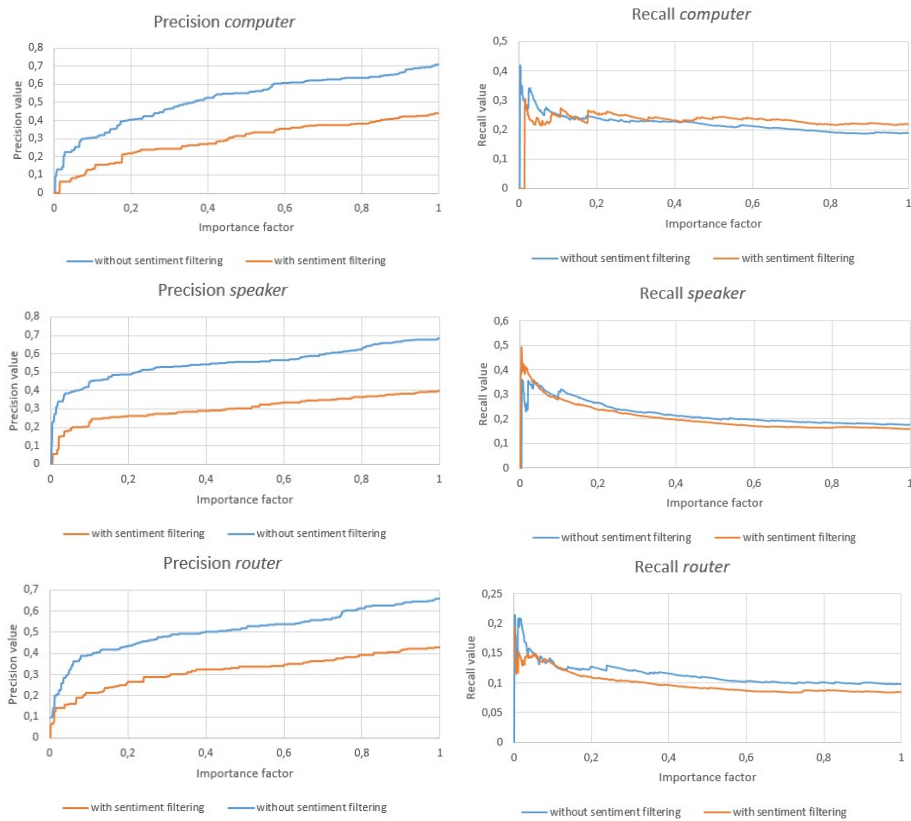 Precision computer
Precision value
0,8
0,7
0,6
0,5
0,4
0,3
0,2
0,1
0
0 0,2 0,4 0,6 0,8 1
Importance factor
without sentiment filtering with sentiment filtering
Recall computer
Recall value
0,5
0,4
0,3
0,2
0,1
0
0,2 0,4 0,6 0,8 1
Importance factor
without sentiment filtering with sentiment filtering
Precision speaker
Precision value
0,8
0,7
0,6
0,5
0,4
0,3
0,2
0,1
0
0 0,2 0,4 0,6 0,8 1
Importance factor
with sentiment filtering without sentiment filtering
Recall speaker
Recall value
0,6
0,5
0,4
0,3
0,2
0,1
0
0,2 0,4 0,6 0,8 1
Importance factor
without sentiment filtering with sentiment filtering
Precision router
Precision value
0,7
0,6
0,5
0,4
0,3
0,2
0,1
0
0 0,2 0,4 0,6 0,8 1
Importance factor
with sentiment filtering without sentiment filtering
Recall router
Recall value
0,25
0,2
0,15
0,1
0,05
0
0,2 0,4 0,6 0,8 1
Importance factor
without sentiment filtering with sentiment filtering